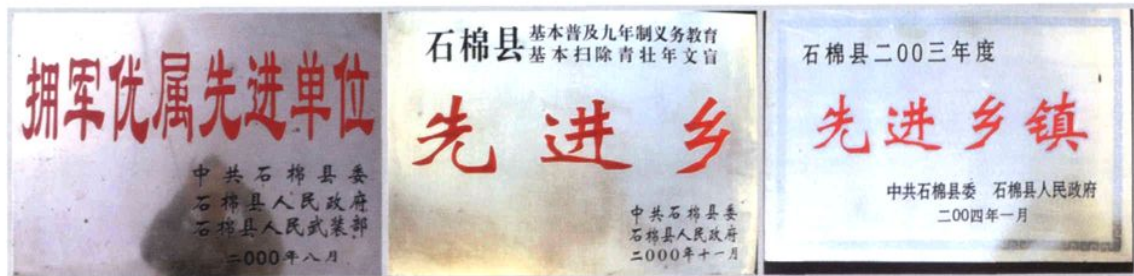 拥军优属先进单位
中共石棉县委
石棉县人民政府
石棉县人民武装部
二000年八月
石棉县 基本普及九年制义务教育
基本扫除青壮年文盲
先进乡
中共石棉县委
石棉县人民政府
二000年十一月
石棉县二00三年度
先进乡镇
中共石棉县委 石棉县人民政府
二00四年一月